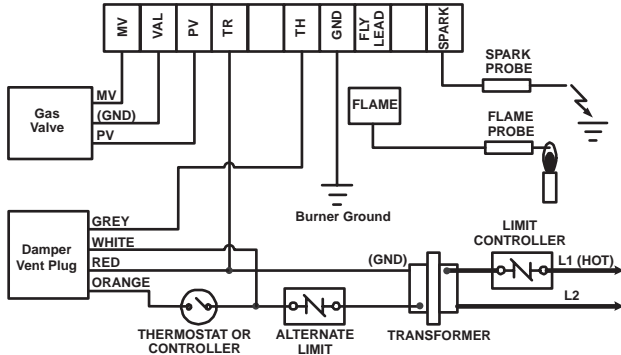 MV
VAL
PV
TR
TH
GND
FLY
LEAD
SPARK
SPARK
PROBE
Gas
Valve
MV
(GND)
PV
FLAME
FLAME
PROBE
Burner Ground
Damper
Vent Plug
GREY
WHITE
RED
ORANGE
(GND)
LIMIT
CONTROLLER
L1 (HOT)
L2
THERMOSTAT OR
CONTROLLER
ALTERNATE
LIMIT
TRANSFORMER